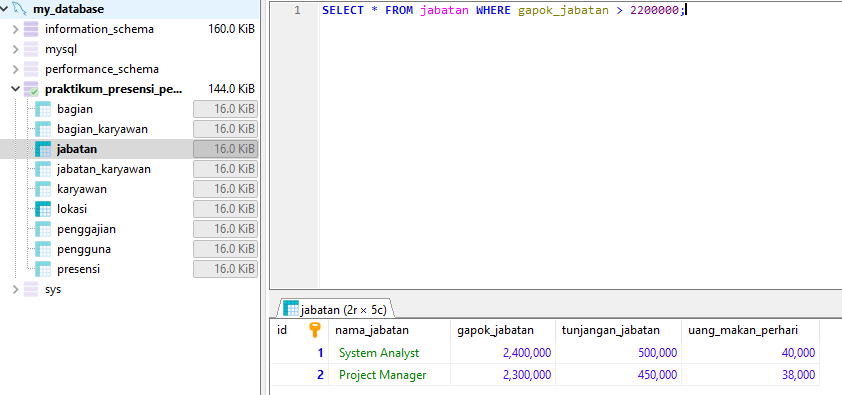 my_database
information_schema 160.0 KiB
mysql
performance_schema
praktikum_presensi_pe... 144.0 KiB
bagian 16.0 KiB
bagian_karyawan 16.0 KiB
jabatan 16.0 KiB
jabatan_karyawan 16.0 KiB
karyawan 16.0 KiB
lokasi 16.0 KiB
penggajian 16.0 KiB
pengguna 16.0 KiB
presensi 16.0 KiB
sys
1 SELECT * FROM jabatan WHERE gapok_jabatan > 2200000;
jabatan (2r × 5c)
id nama_jabatan gapok_jabatan tunjangan_jabatan uang_makan_perhari
1 System Analyst 2,400,000 500,000 40,000
2 Project Manager 2,300,000 450,000 38,000